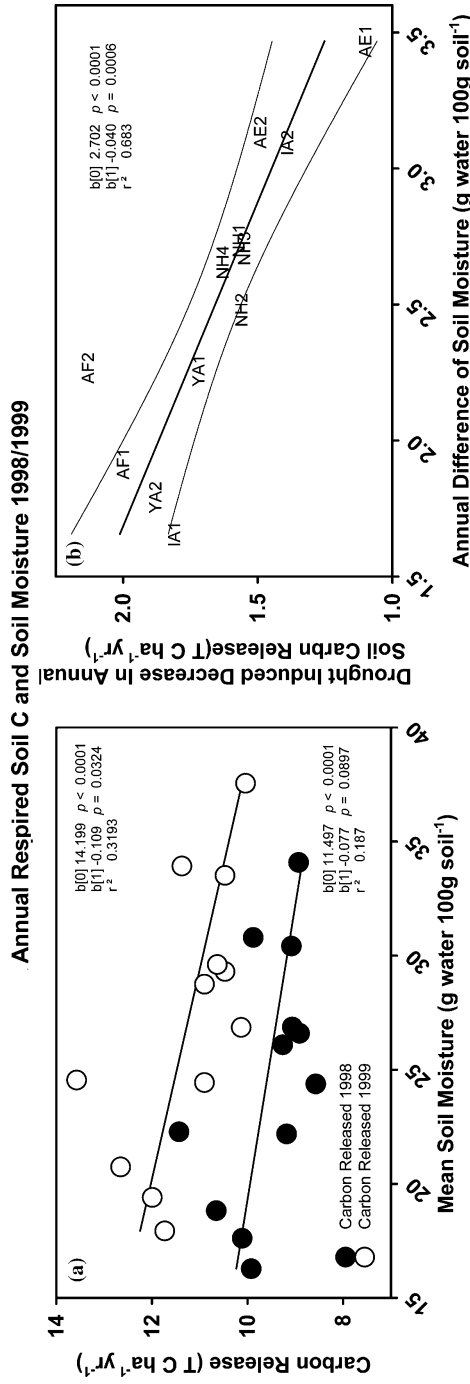 Annual Respired Soil C and Soil Moisture 1998/1999
(a)
Carbon Release (T C ha⁻¹ yr⁻¹)
14
12
10
8
b[0] 14.199 p < 0.0001
b[1] -0.109 p = 0.0324
r² 0.3193
b[0] 11.497 p < 0.0001
b[1] -0.077 p = 0.0897
r² 0.187
Carbon Released 1998
Carbon Released 1999
15
20
25
30
35
40
Mean Soil Moisture (g water 100g soil⁻¹)
(b)
Drought Induced Decrease In Annual
Soil Carbn Release(T C ha⁻¹ yr⁻¹)
2.0
1.5
1.0
b[0] 2.702 p < 0.0001
b[1] -0.040 p = 0.0006
r² 0.683
AF2
AF1
YA2
IA1
YA1
NH4
NH1
NH3
NH2
AE2
IA2
AE1
1.5
2.0
2.5
3.0
3.5
Annual Difference of Soil Moisture (g water 100g soil⁻¹)